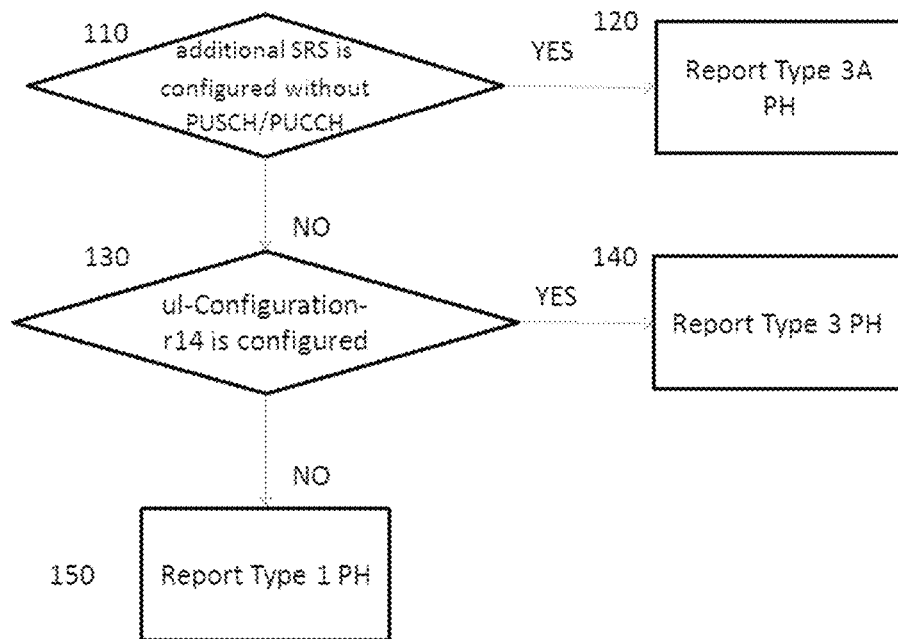 110
additional SRS is
configured without
PUSCH/PUCCH
YES
120
Report Type 3A
PH
NO
130
ul-Configuration-
r14 is configured
YES
140
Report Type 3 PH
NO
150
Report Type 1 PH